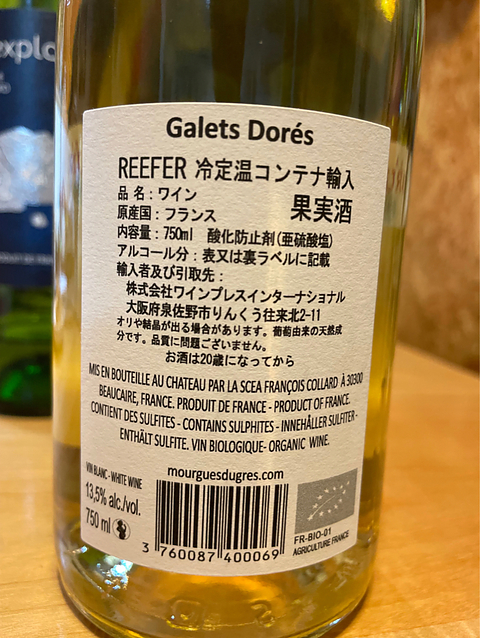 explo
PRODUCT DE FRAN
Galets Dorés
REEFER 冷定温コンテナ輸入
品 名：ワイン
原産国：フランス 果実酒
内容量：750ml 酸化防止剤(亜硫酸塩)
アルコール分：表又は裏ラベルに記載
輸入者及び引取先：
株式会社ワインプレスインターナショナル
大阪府泉佐野市りんくう往来北2-11
オリや結晶が出る場合があります。葡萄由来の天然成
分です。品質に問題ございません。
お酒は20歳になってから
MIS EN BOUTEILLE AU CHATEAU PAR LA SCEA FRANÇOIS COLLARD À 30300
BEAUCAIRE, FRANCE. PRODUIT DE FRANCE - PRODUCT OF FRANCE.
CONTIENT DES SULFITES - CONTAINS SULPHITES - INNEHÅLLER SULFITER -
ENTHÄLT SULFITE. VIN BIOLOGIQUE- ORGANIC WINE.
mourguesdugres.com
VIN BLANC - WHITE WINE
13,5% alc./vol.
750 ml
3 760087 400069
FR-BIO-01
AGRICULTURE FRANCE